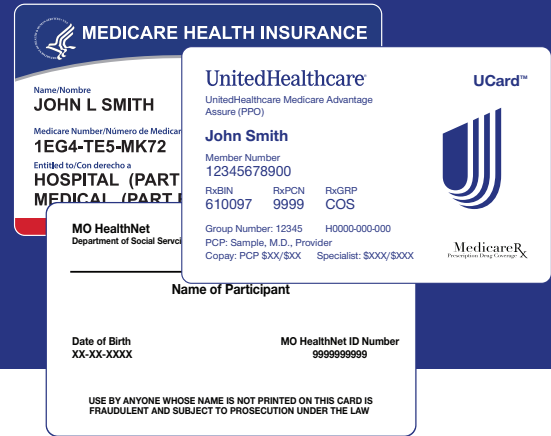 MEDICARE HEALTH INSURANCE
Name/Nombre
JOHN L SMITH
Medicare Number/Número de Medicar
1EG4-TE5-MK72
Entitled to/Con derecho a
HOSPITAL (PART
MEDICAL (PART
UnitedHealthcare
UCard™
UnitedHealthcare Medicare Advantage
Assure (PPO)
John Smith
Member Number
12345678900
RxBIN RxPCN RxGRP
610097 9999 COS
Group Number: 12345 H0000-000-000
PCP: Sample, M.D., Provider
Copay: PCP $XX/$XX Specialist: $XXX/$XXX
MedicareRx
Prescription Drug Coverage
MO HealthNet
Department of Social Servci
Name of Participant
Date of Birth MO HealthNet ID Number
XX-XX-XXXX 9999999999
USE BY ANYONE WHOSE NAME IS NOT PRINTED ON THIS CARD IS
FRAUDULENT AND SUBJECT TO PROSECUTION UNDER THE LAW